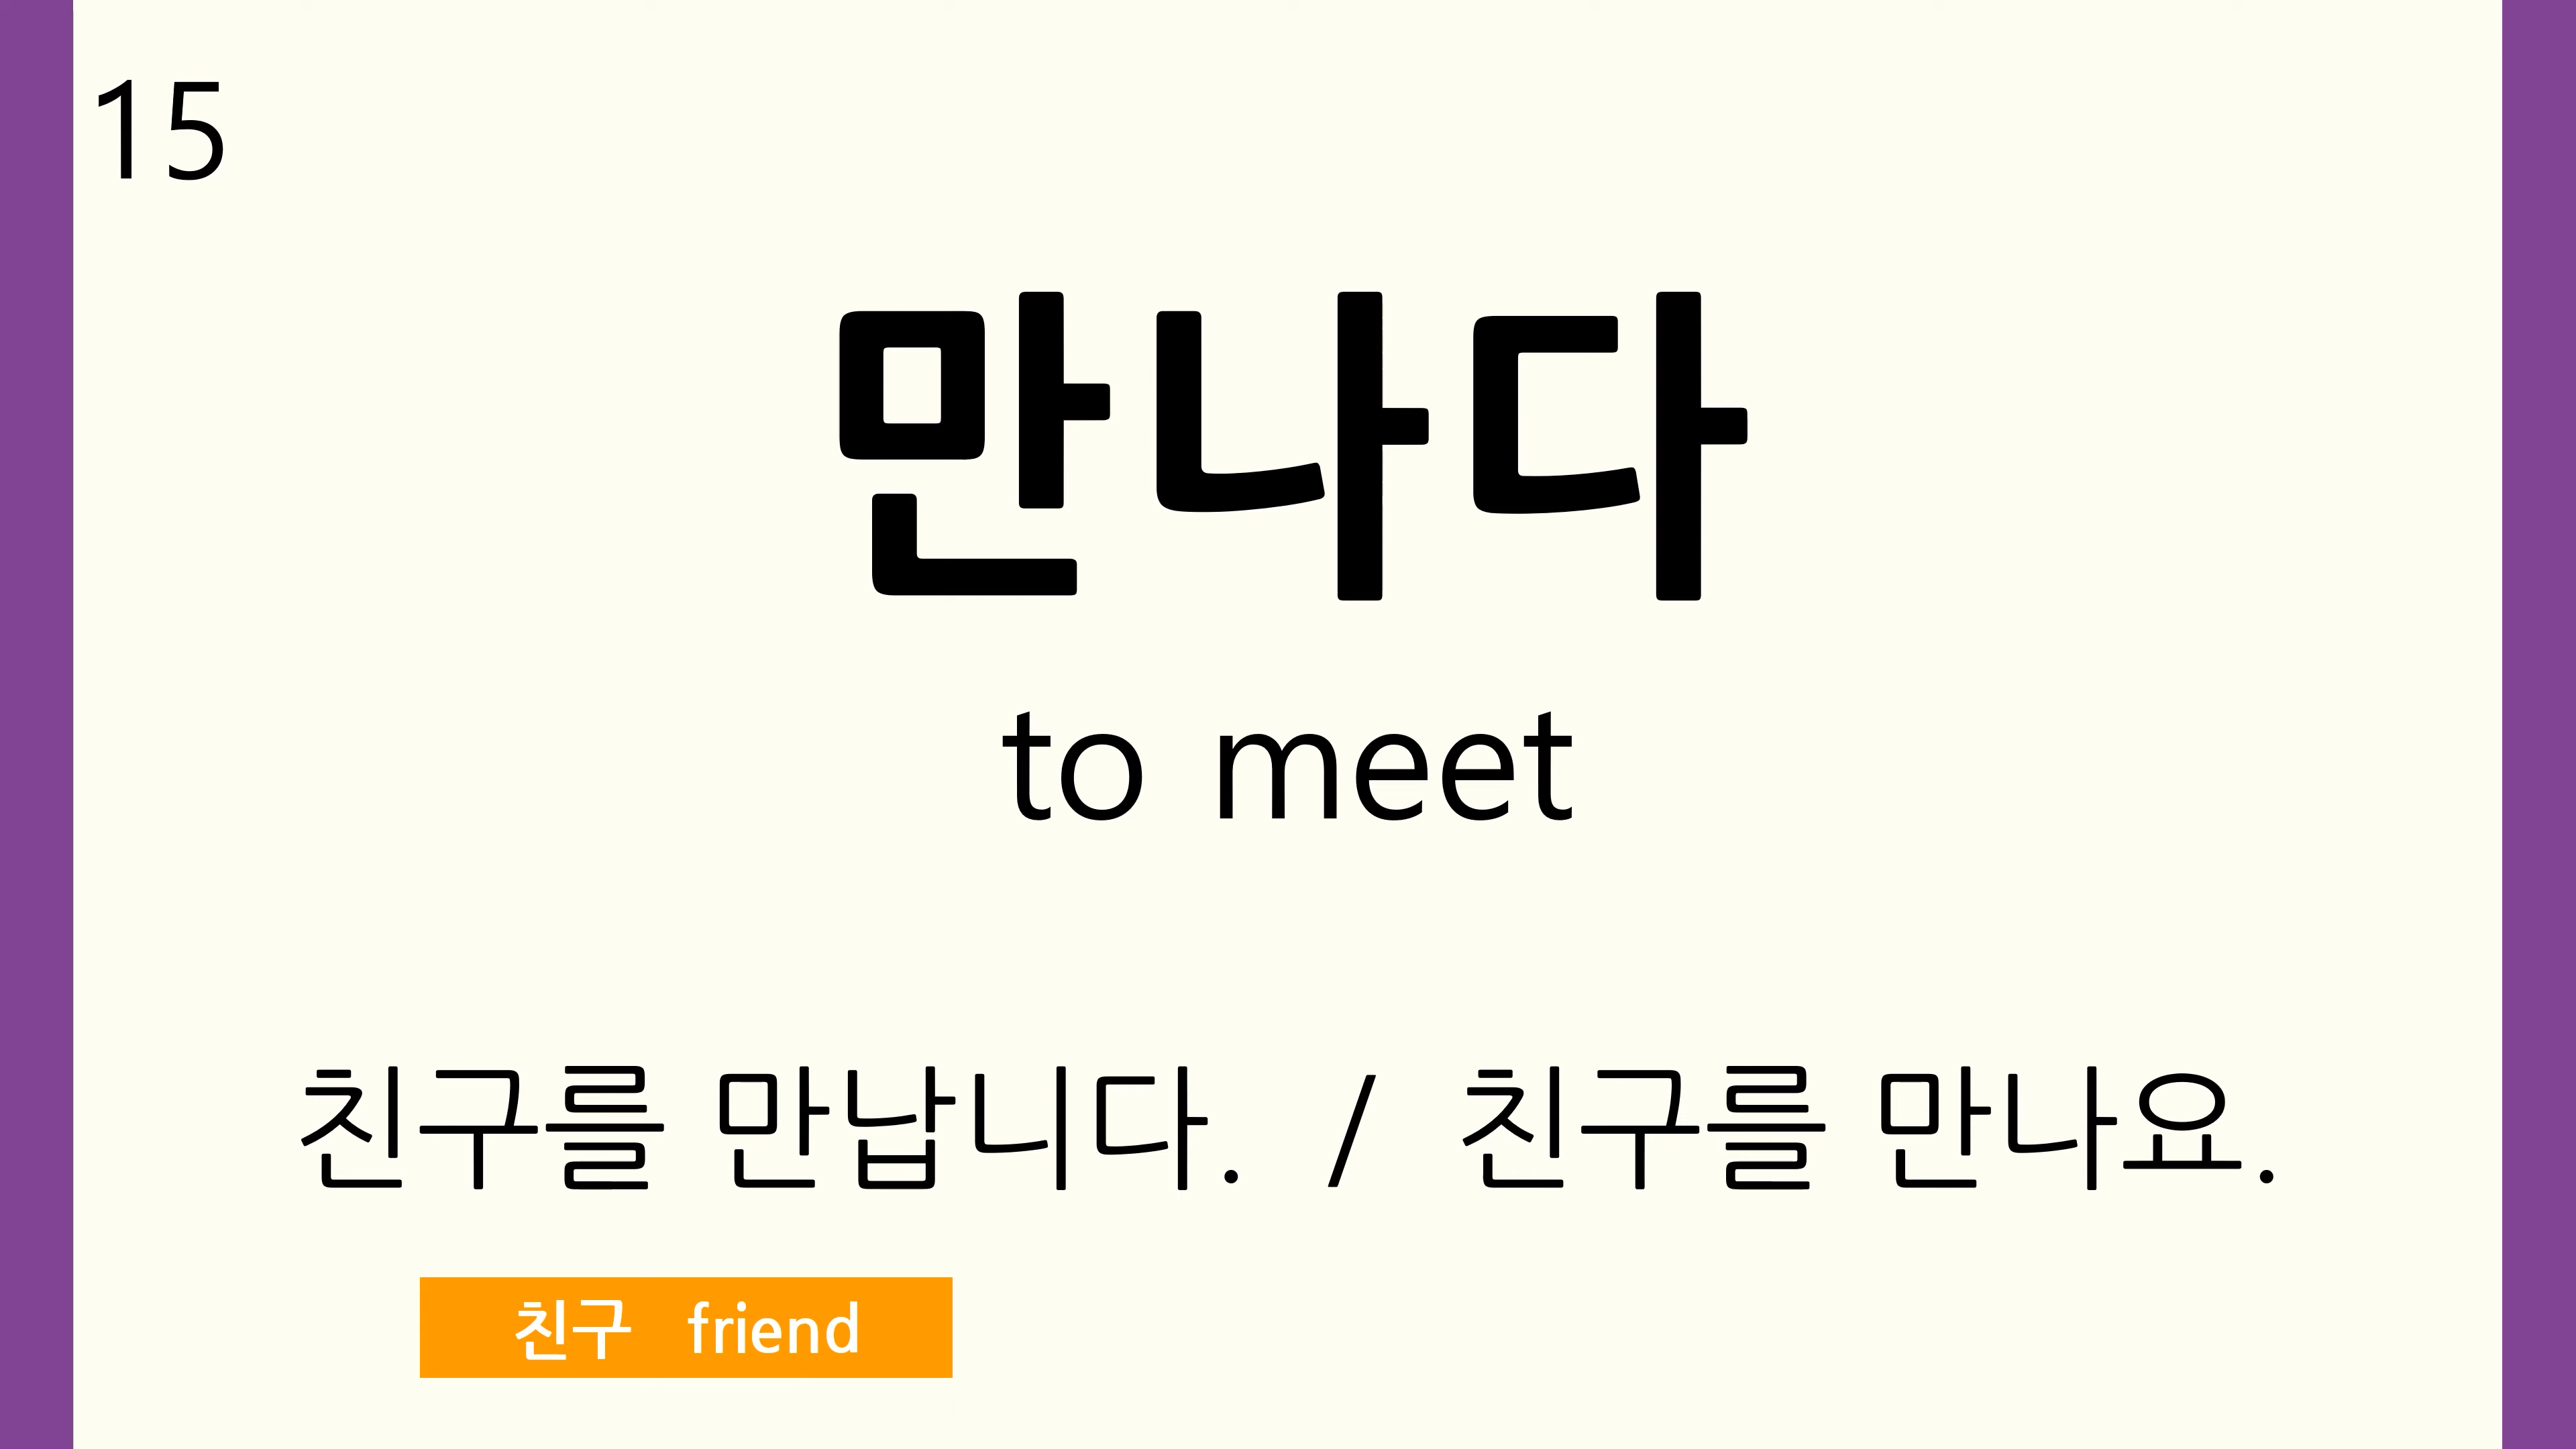 15
만나다
to meet
친구를 만납니다. / 친구를 만나요.
친구 friend